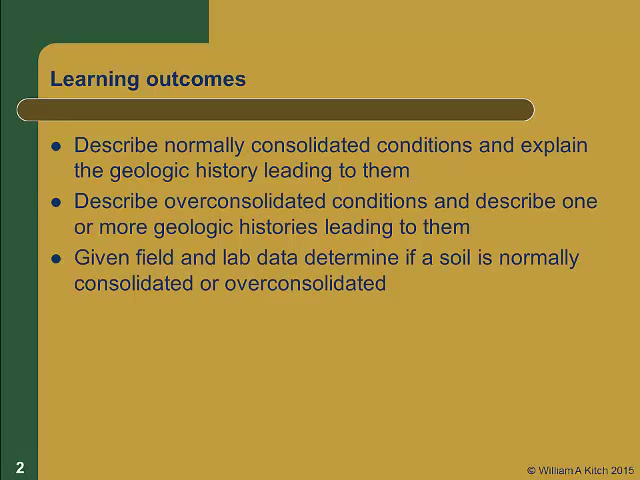 Learning outcomes
Describe normally consolidated conditions and explain
the geologic history leading to them
Describe overconsolidated conditions and describe one
or more geologic histories leading to them
Given field and lab data determine if a soil is normally
consolidated or overconsolidated
2
© William A Kitch 2015